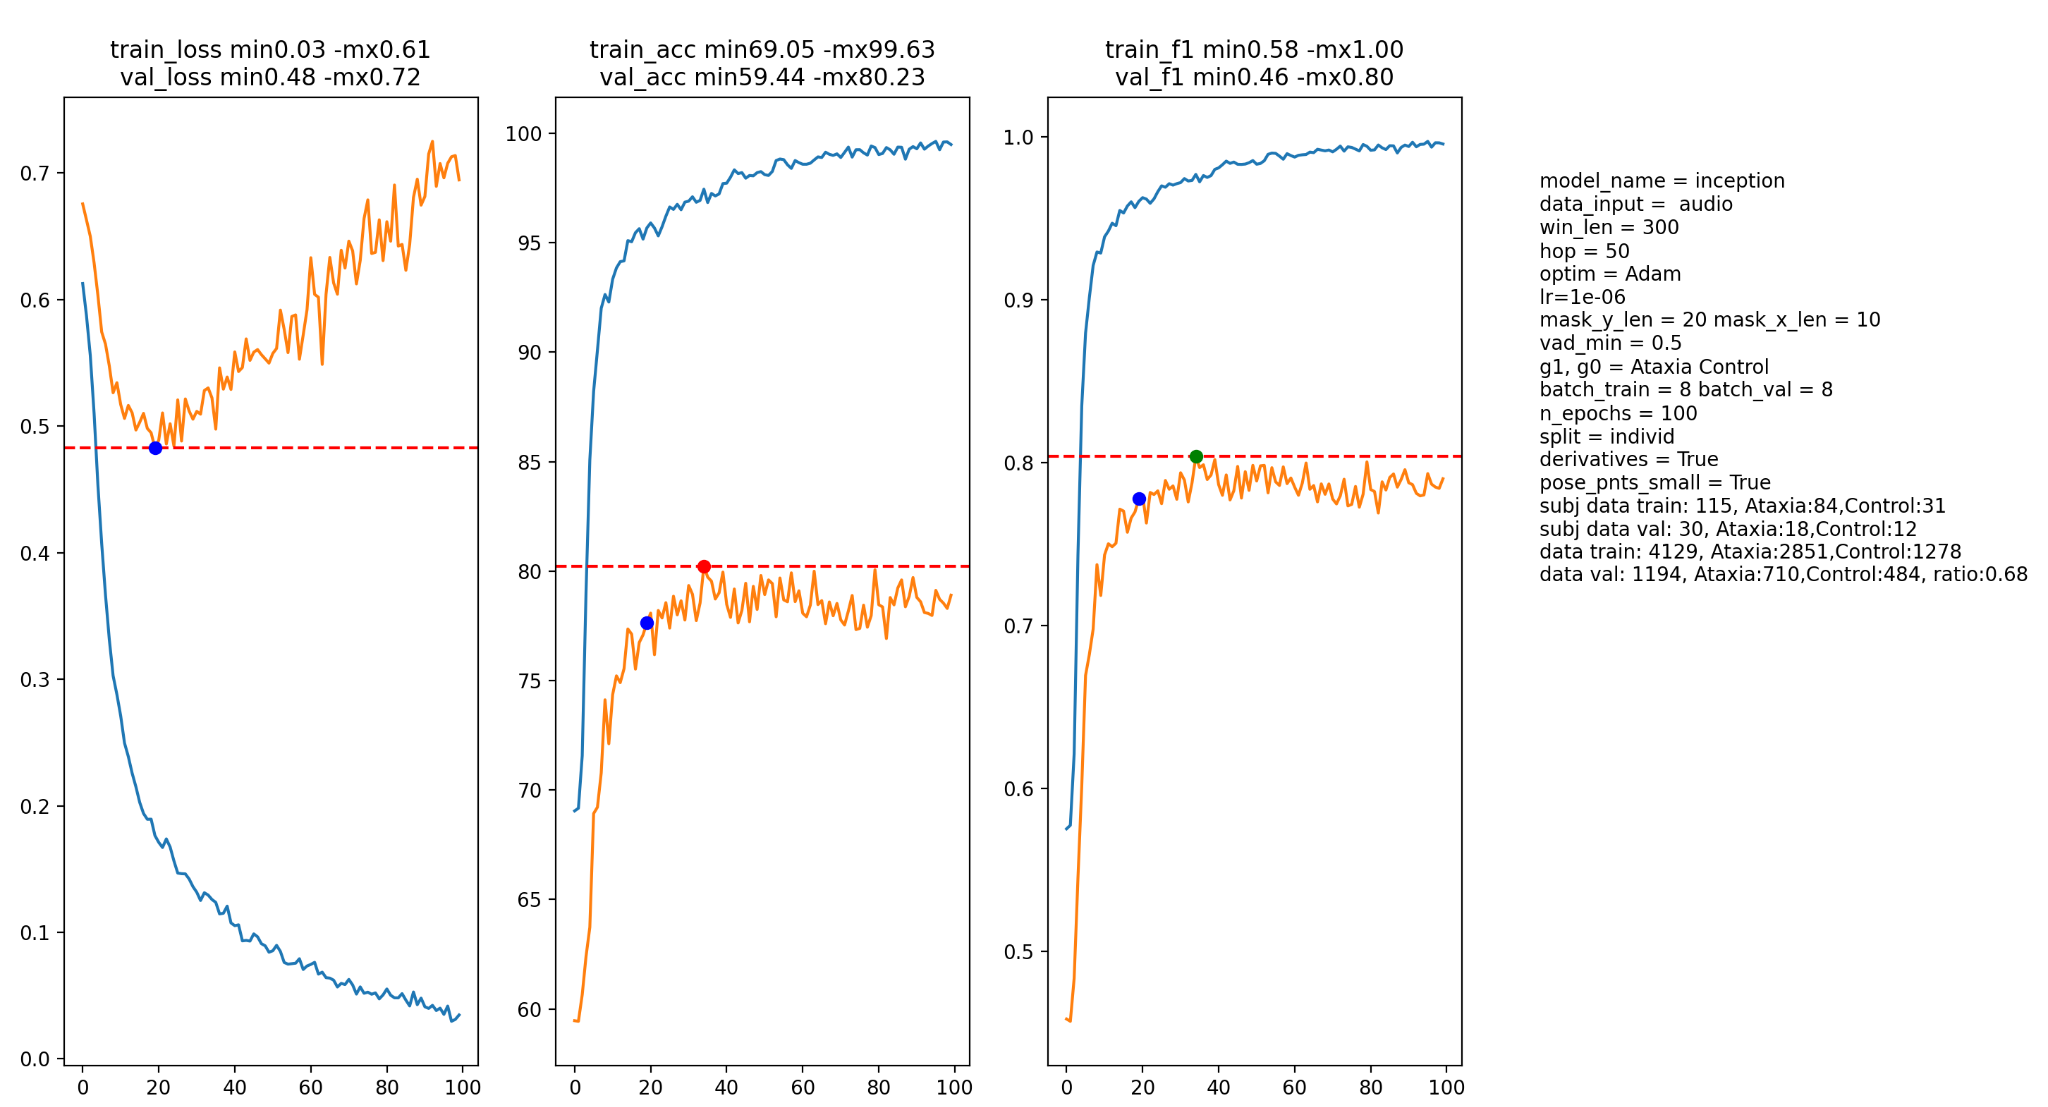 train_loss min0.03 -mx0.61
val_loss min0.48 -mx0.72
0.7
0.6
0.5
0.4
0.3
0.2
0.1
0.0
0 20 40 60 80 100
train_acc min69.05 -mx99.63
val_acc min59.44 -mx80.23
100
95
90
85
80
75
70
65
60
0 20 40 60 80 100
train_f1 min0.58 -mx1.00
val_f1 min0.46 -mx0.80
1.0
0.9
0.8
0.7
0.6
0.5
0 20 40 60 80 100
model_name = inception
data_input =  audio
win_len = 300
hop = 50
optim = Adam
lr=1e-06
mask_y_len = 20 mask_x_len = 10
vad_min = 0.5
g1, g0 = Ataxia Control
batch_train = 8 batch_val = 8
n_epochs = 100
split = individ
derivatives = True
pose_pnts_small = True
subj data train: 115, Ataxia:84,Control:31
subj data val: 30, Ataxia:18,Control:12
data train: 4129, Ataxia:2851,Control:1278
data val: 1194, Ataxia:710,Control:484, ratio:0.68